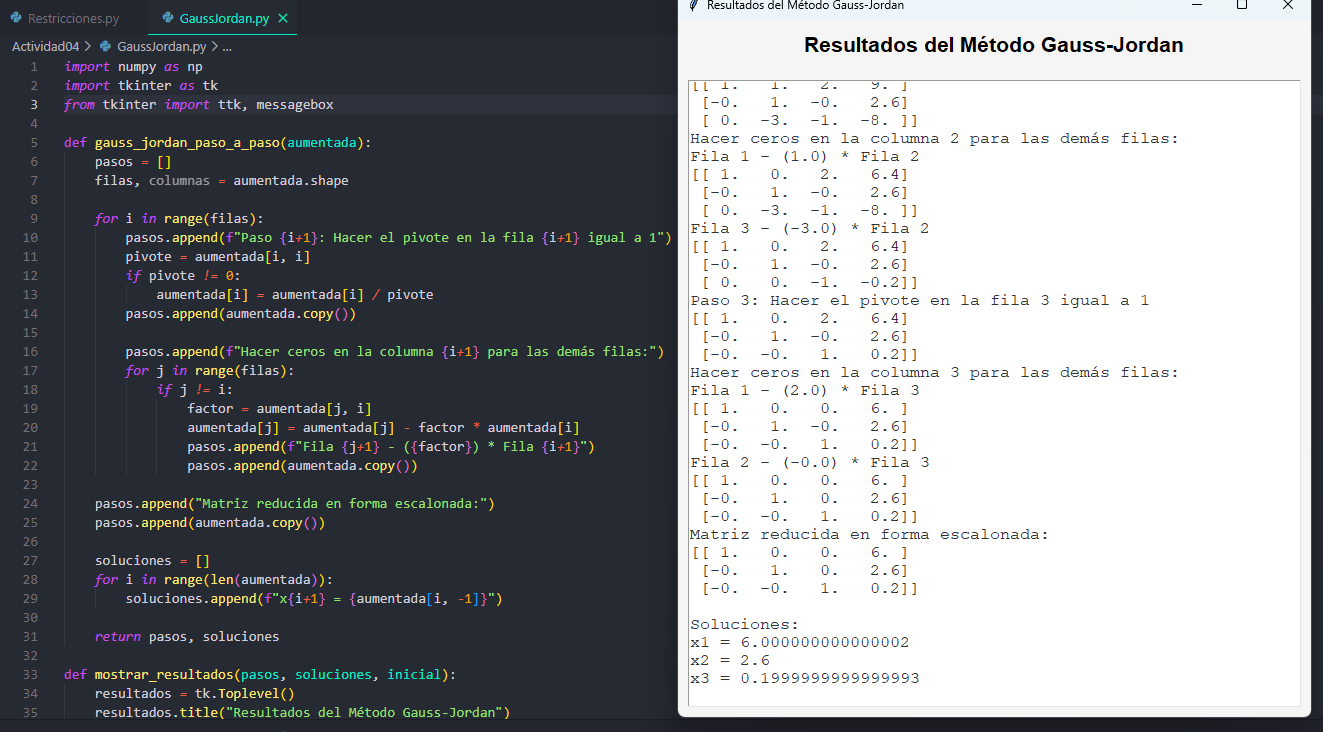 Restricciones.py
GaussJordan.py
Actividad04 > GaussJordan.py > ...
1 import numpy as np
2 import tkinter as tk
3 from tkinter import ttk, messagebox
4
5 def gauss_jordan_paso_a_paso(aumentada):
6 pasos = []
7 filas, columnas = aumentada.shape
8
9 for i in range(filas):
10 pasos.append(f"Paso {i+1}: Hacer el pivote en la fila {i+1} igual a 1")
11 pivote = aumentada[i, i]
12 if pivote != 0:
13 aumentada[i] = aumentada[i] / pivote
14 pasos.append(aumentada.copy())
15
16 pasos.append(f"Hacer ceros en la columna {i+1} para las demás filas:")
17 for j in range(filas):
18 if j != i:
19 factor = aumentada[j, i]
20 aumentada[j] = aumentada[j] - factor * aumentada[i]
21 pasos.append(f"Fila {j+1} - ({factor}) * Fila {i+1}")
22 pasos.append(aumentada.copy())
23
24 pasos.append("Matriz reducida en forma escalonada:")
25 pasos.append(aumentada.copy())
26
27 soluciones = []
28 for i in range(len(aumentada)):
29 soluciones.append(f"x{i+1} = {aumentada[i, -1]}")
30
31 return pasos, soluciones
32
33 def mostrar_resultados(pasos, soluciones, inicial):
34 resultados = tk.Toplevel()
35 resultados.title("Resultados del Método Gauss-Jordan")
Resultados del Método Gauss-Jordan
Resultados del Método Gauss-Jordan
[[ 1. 1. 2. 9. ]
[-0. 1. -0. 2.6]
[ 0. -3. -1. -8. ]]
Hacer ceros en la columna 2 para las demás filas:
Fila 1 - (1.0) * Fila 2
[[ 1. 0. 2. 6.4]
[-0. 1. -0. 2.6]
[ 0. -3. -1. -8. ]]
Fila 3 - (-3.0) * Fila 2
[[ 1. 0. 2. 6.4]
[-0. 1. -0. 2.6]
[ 0. 0. -1. -0.2]]
Paso 3: Hacer el pivote en la fila 3 igual a 1
[[ 1. 0. 2. 6.4]
[-0. 1. -0. 2.6]
[-0. -0. 1. 0.2]]
Hacer ceros en la columna 3 para las demás filas:
Fila 1 - (2.0) * Fila 3
[[ 1. 0. 0. 6. ]
[-0. 1. -0. 2.6]
[-0. -0. 1. 0.2]]
Fila 2 - (-0.0) * Fila 3
[[ 1. 0. 0. 6. ]
[-0. 1. 0. 2.6]
[-0. -0. 1. 0.2]]
Matriz reducida en forma escalonada:
[[ 1. 0. 0. 6. ]
[-0. 1. 0. 2.6]
[-0. -0. 1. 0.2]]
Soluciones:
x1 = 6.000000000000002
x2 = 2.6
x3 = 0.1999999999999993